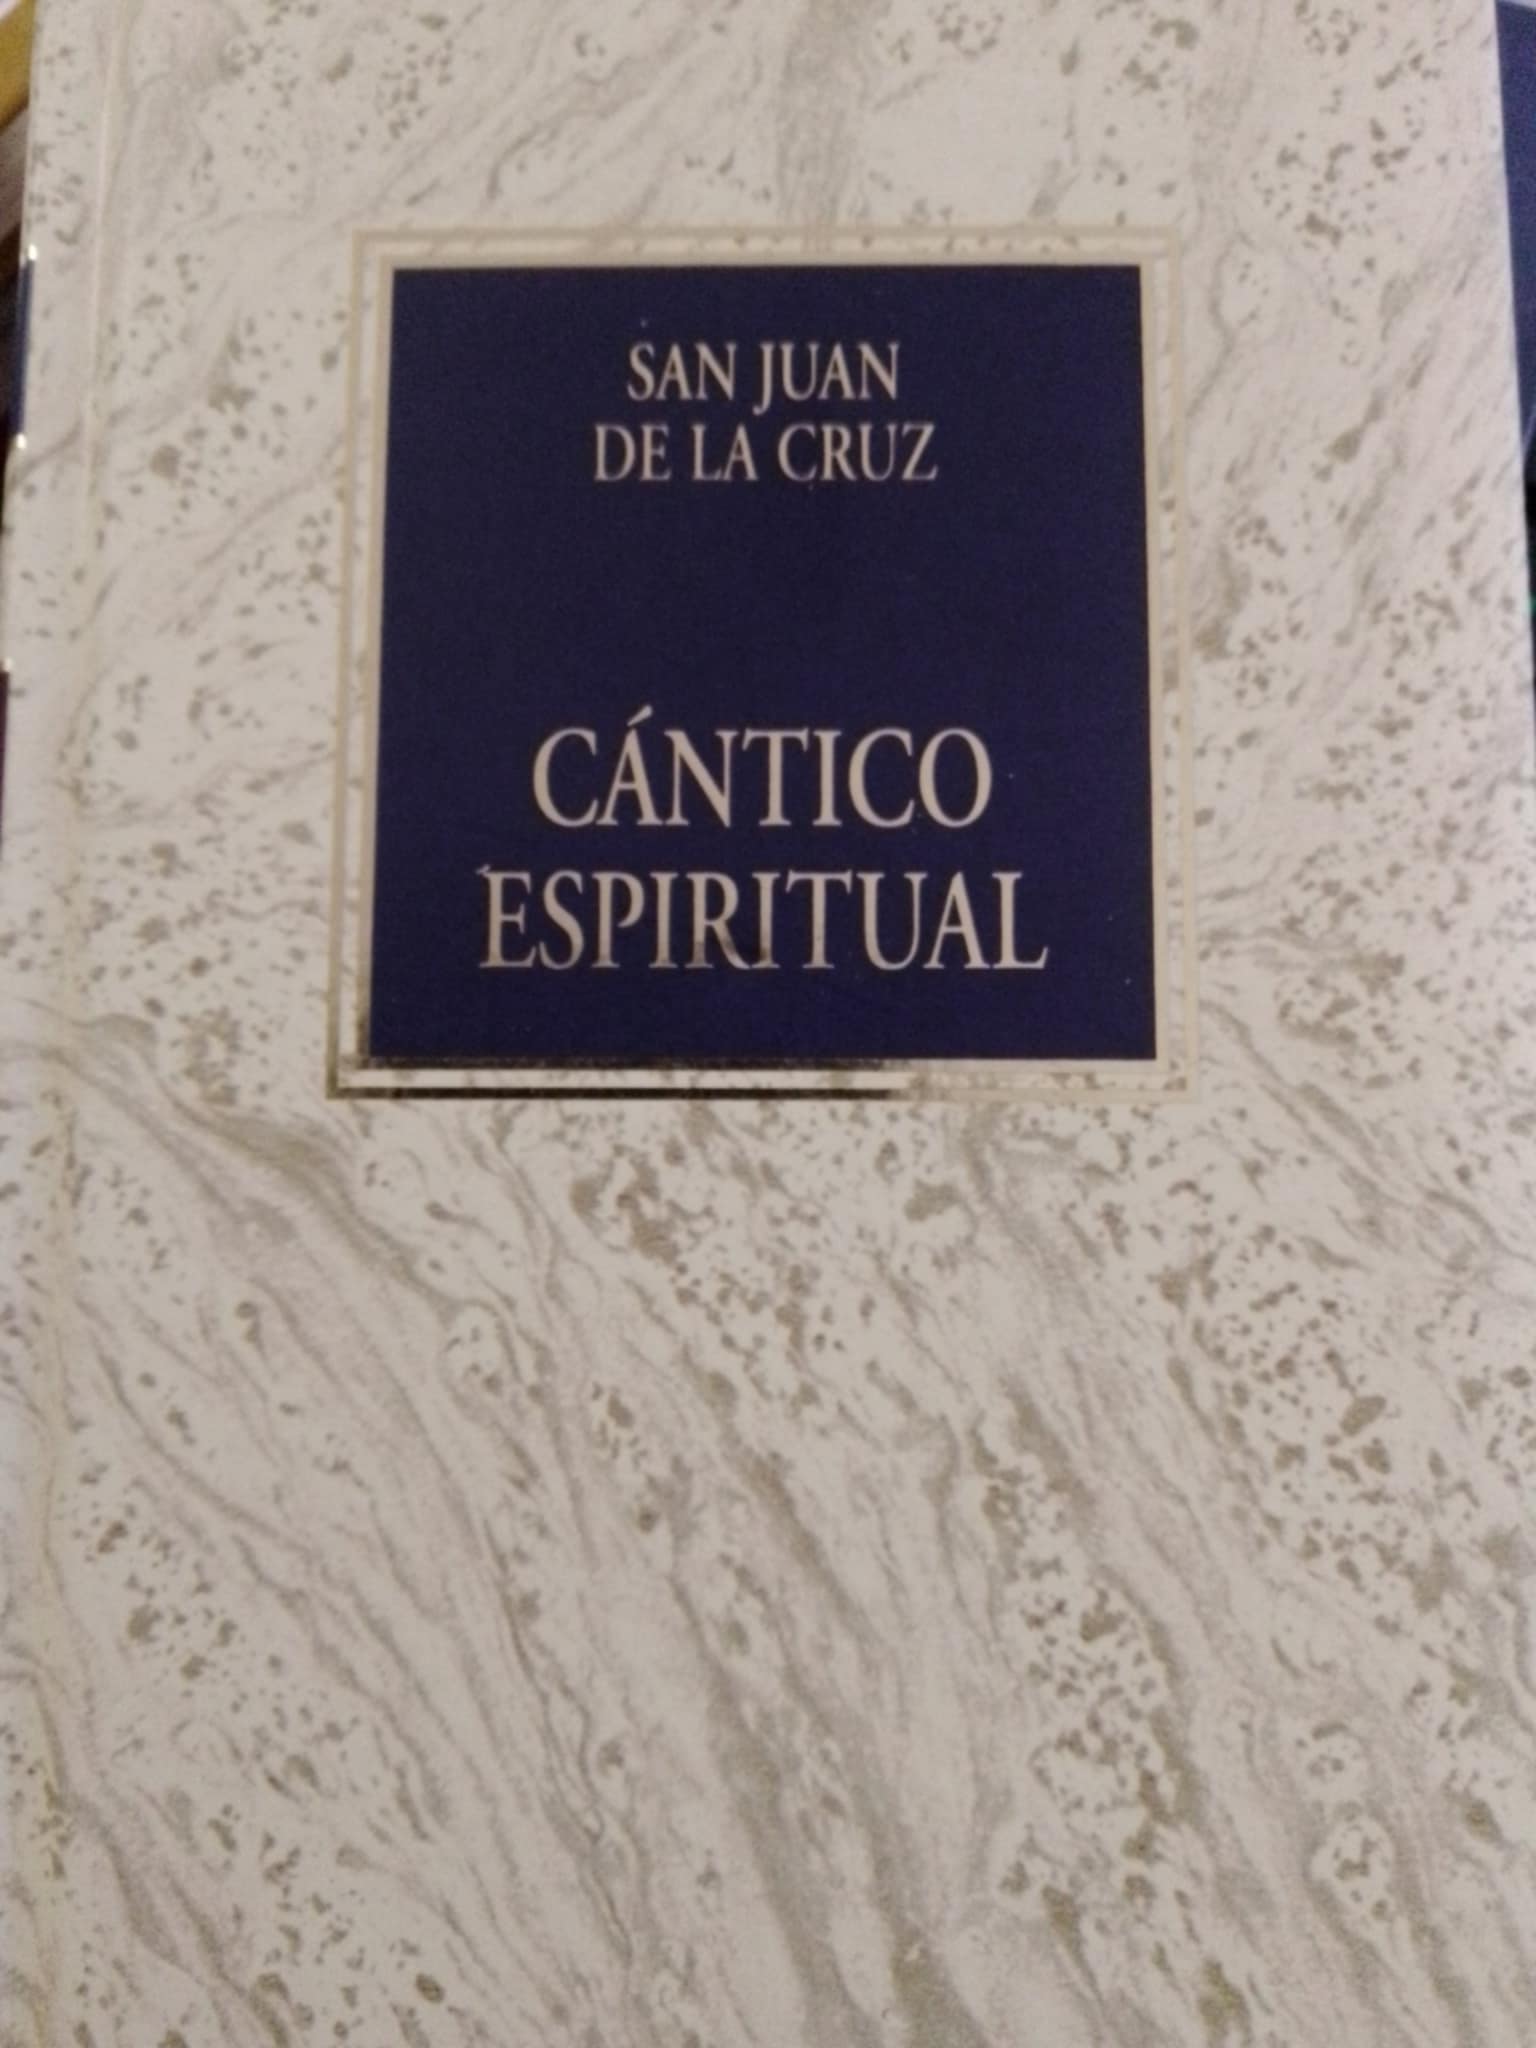 SAN JUAN
DE LA CRUZ
CÁNTICO
ESPIRITUAL